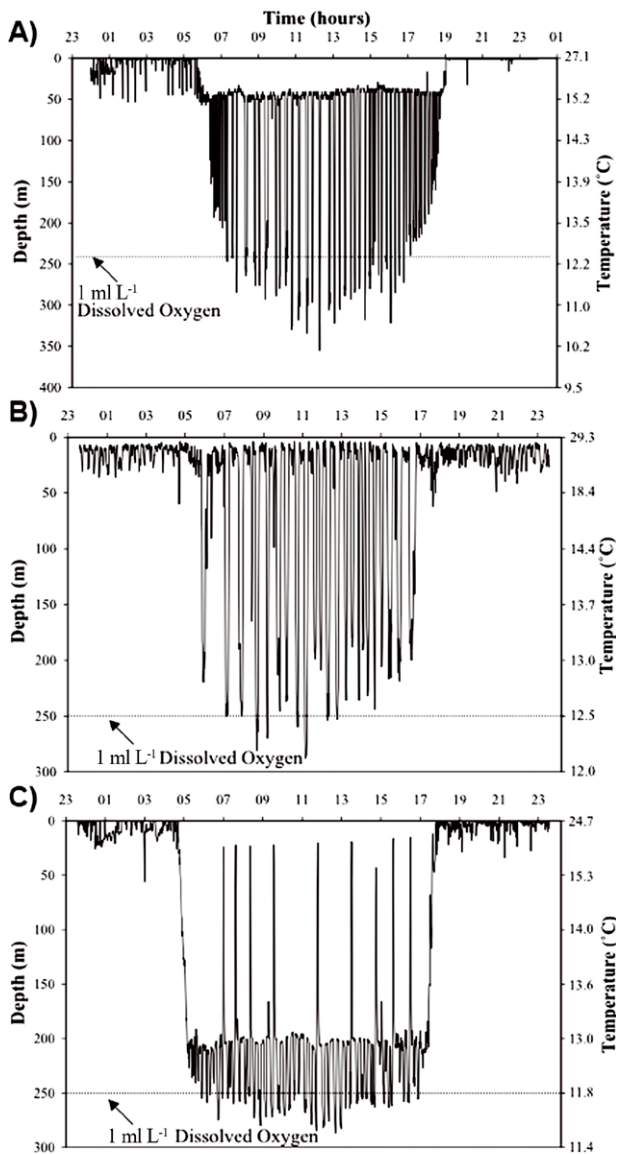 Time (hours)
A)
23 01 03 05 07 09 11 13 15 17 19 21 23 01
0 27.1
50 15.2
100 14.3
150 13.9
200 13.5
250 12.2
300 11.0
350 10.2
400 9.5
Depth (m)
Temperature (°C)
1 ml L⁻¹
Dissolved Oxygen
B)
23 01 03 05 07 09 11 13 15 17 19 21 23
0 29.3
50 18.4
100 14.4
150 13.7
200 13.0
250 12.5
300 12.0
Depth (m)
Temperature (°C)
1 ml L⁻¹ Dissolved Oxygen
C)
23 01 03 05 07 09 11 13 15 17 19 21 23
0 24.7
50 15.3
100 14.0
150 13.6
200 13.0
250 11.8
300 11.4
Depth (m)
Temperature (°C)
1 ml L⁻¹ Dissolved Oxygen